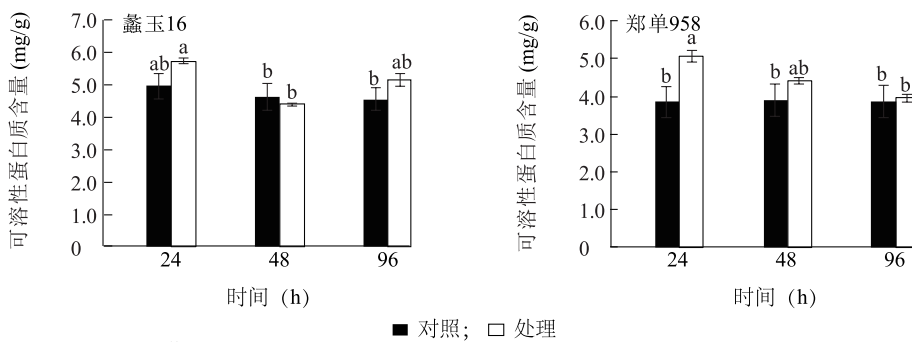 蠡玉16
可溶性蛋白质含量 (mg/g)
7.0
6.0
5.0
4.0
3.0
2.0
1.0
0
ab a
b b
b ab
24 48 96
时间 (h)
郑单958
可溶性蛋白质含量 (mg/g)
6.0
5.0
4.0
3.0
2.0
1.0
0
b a
b ab
b b
24 48 96
时间 (h)
对照; 处理